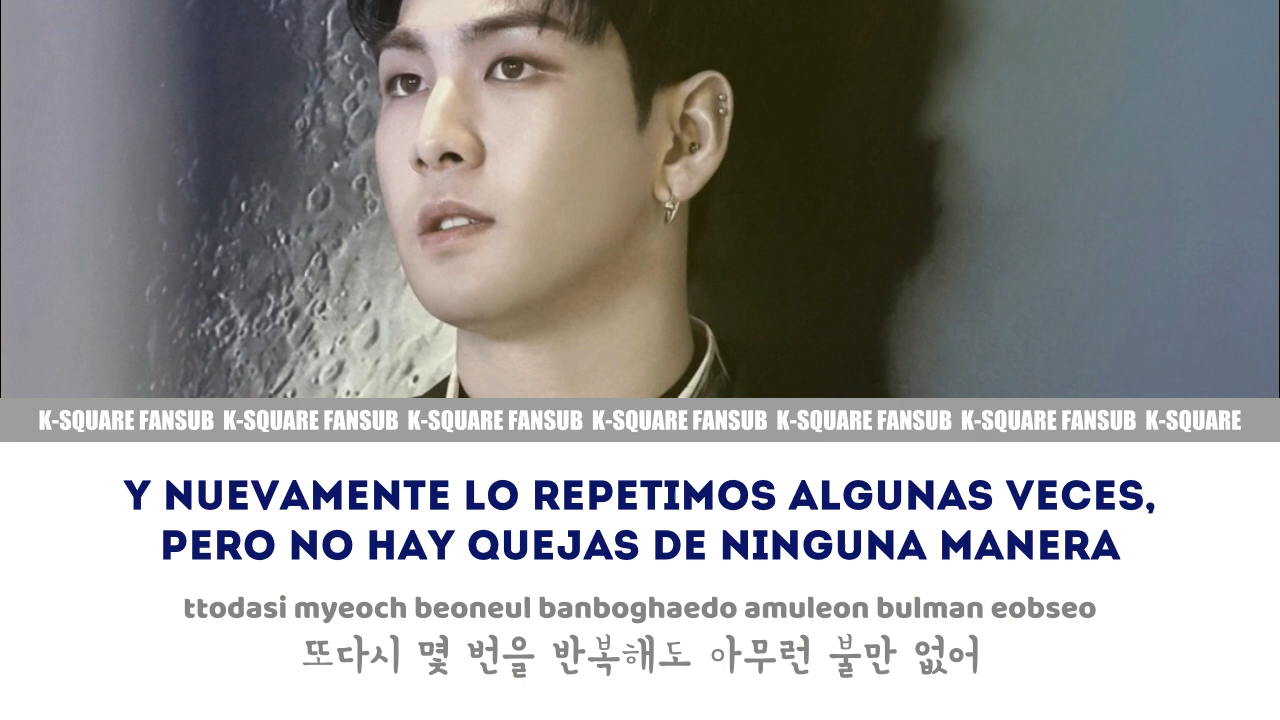 K-SQUARE FANSUB K-SQUARE FANSUB K-SQUARE FANSUB K-SQUARE FANSUB K-SQUARE FANSUB K-SQUARE FANSUB K-SQUARE
Y NUEVAMENTE LO REPETIMOS ALGUNAS VECES,
PERO NO HAY QUEJAS DE NINGUNA MANERA
ttodasi myeoch beoneul banboghaedo amuleon bulman eobseo
또다시 몇 번을 반복해도 아무런 불만 없어